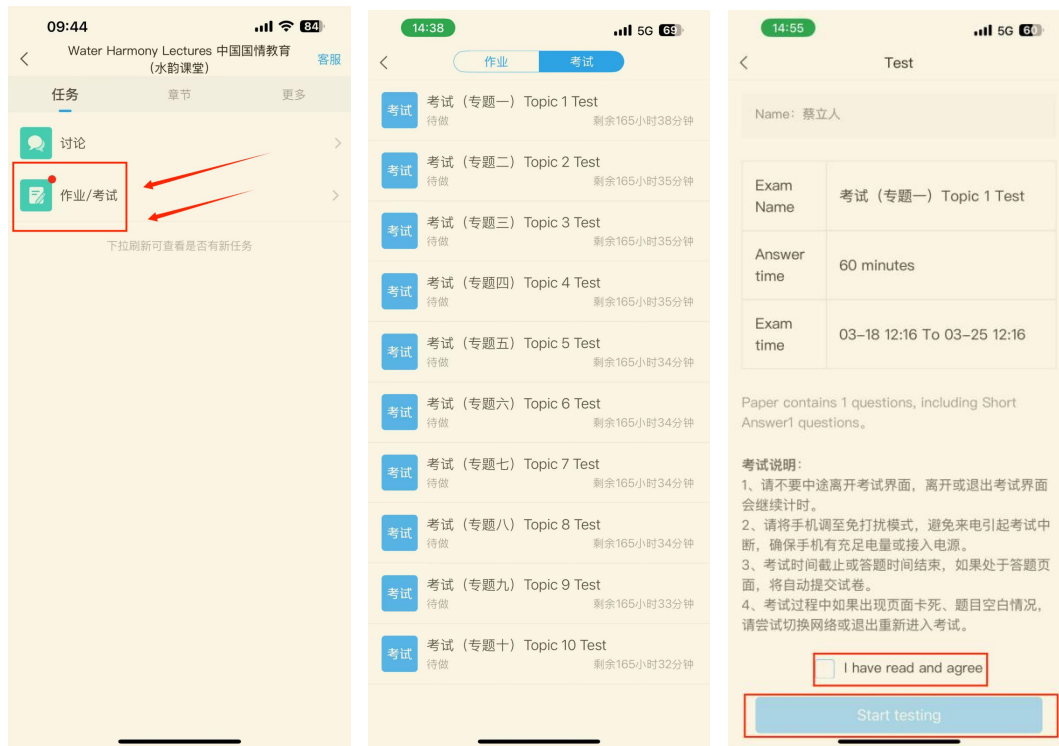 09:44
84
Water Harmony Lectures 中国国情教育
（水韵课堂）
客服
任务
章节
更多
讨论
作业/考试
下拉刷新可查看是否有新任务
14:38
5G 69
作业
考试
考试
考试（专题一）Topic 1 Test
待做
剩余165小时38分钟
考试
考试（专题二）Topic 2 Test
待做
剩余165小时35分钟
考试
考试（专题三）Topic 3 Test
待做
剩余165小时35分钟
考试
考试（专题四）Topic 4 Test
待做
剩余165小时35分钟
考试
考试（专题五）Topic 5 Test
待做
剩余165小时34分钟
考试
考试（专题六）Topic 6 Test
待做
剩余165小时34分钟
考试
考试（专题七）Topic 7 Test
待做
剩余165小时34分钟
考试
考试（专题八）Topic 8 Test
待做
剩余165小时34分钟
考试
考试（专题九）Topic 9 Test
待做
剩余165小时33分钟
考试
考试（专题十）Topic 10 Test
待做
剩余165小时32分钟
14:55
5G 60
Test
Name：蔡立人
Exam
Name
考试（专题一）Topic 1 Test
Answer
time
60 minutes
Exam
time
03-18 12:16 To 03-25 12:16
Paper contains 1 questions, including Short
Answer1 questions。
考试说明：
1、请不要中途离开考试界面，离开或退出考试界面
会继续计时。
2、请将手机调至免打扰模式，避免来电引起考试中
断，确保手机有充足电量或接入电源。
3、考试时间截止或答题时间结束，如果处于答题页
面，将自动提交试卷。
4、考试过程中如果出现页面卡死、题目空白情况，
请尝试切换网络或退出重新进入考试。
I have read and agree
Start testing